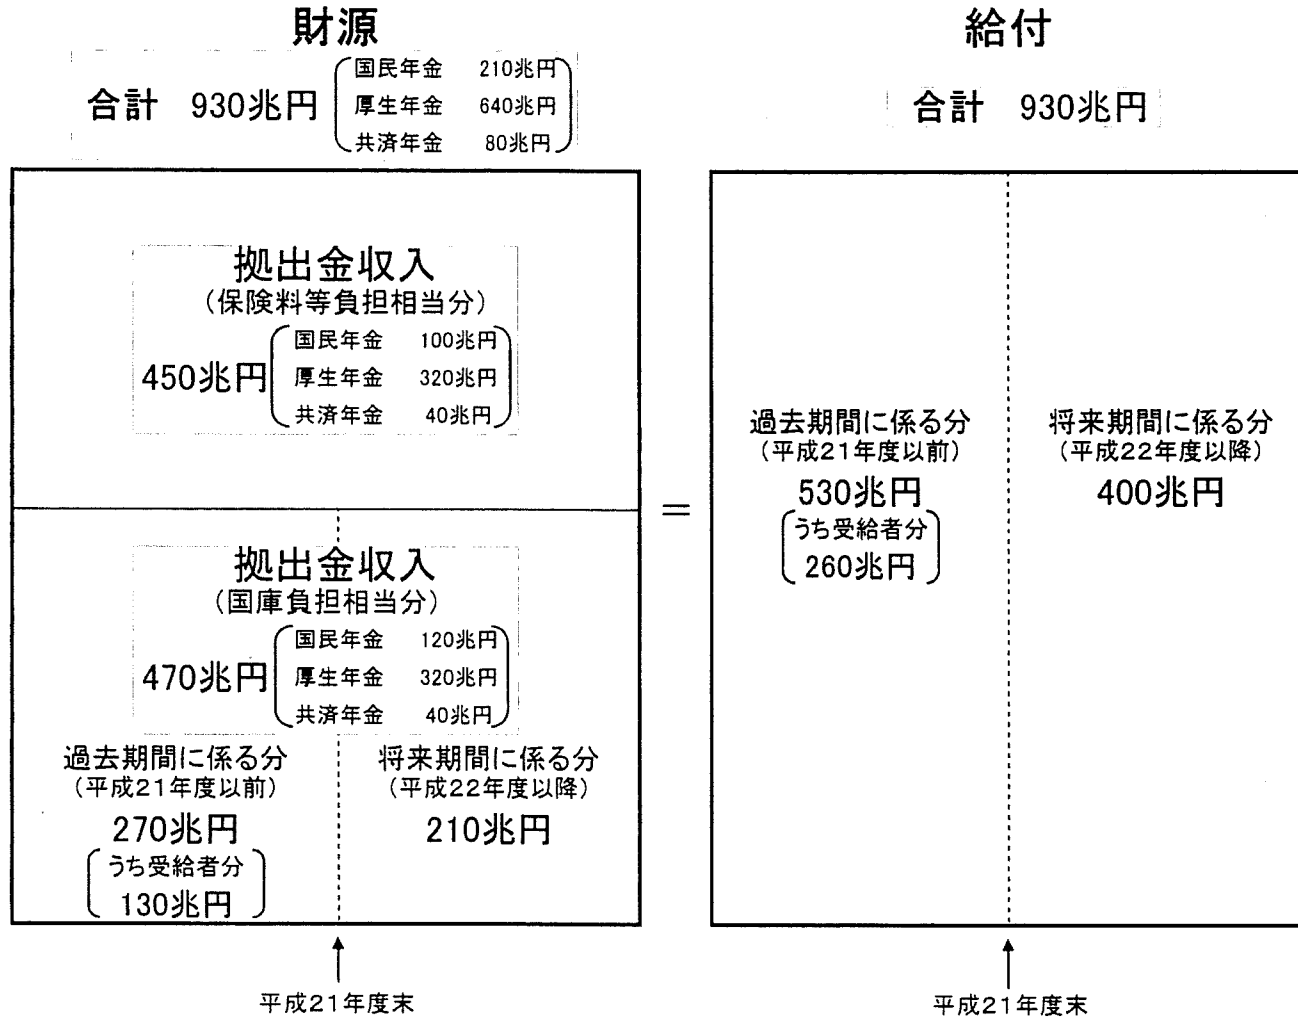 財源
合計 930兆円
国民年金 210兆円
厚生年金 640兆円
共済年金 80兆円
拠出金収入
(保険料等負担相当分)
450兆円
国民年金 100兆円
厚生年金 320兆円
共済年金 40兆円
拠出金収入
(国庫負担相当分)
470兆円
国民年金 120兆円
厚生年金 320兆円
共済年金 40兆円
過去期間に係る分
(平成21年度以前)
270兆円
うち受給者分
130兆円
将来期間に係る分
(平成22年度以降)
210兆円
平成21年度末
=
給付
合計 930兆円
過去期間に係る分
(平成21年度以前)
530兆円
うち受給者分
260兆円
将来期間に係る分
(平成22年度以降)
400兆円
平成21年度末